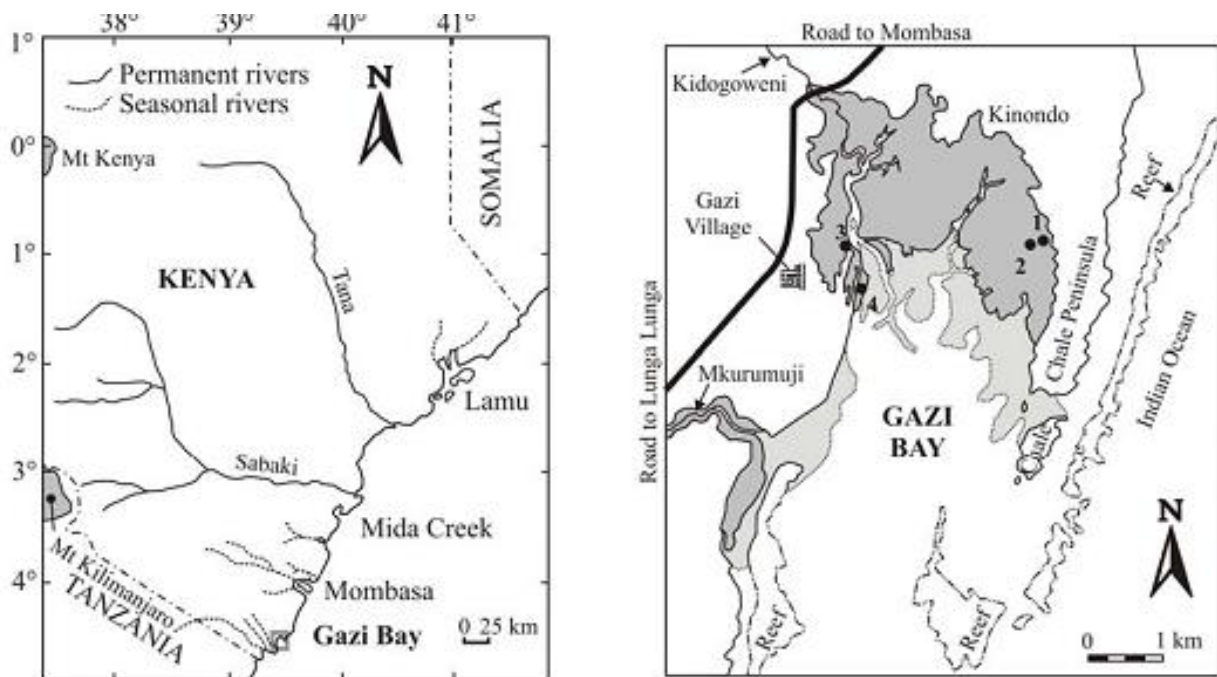 38° 39° 40° 41°
1°
Permanent rivers
Seasonal rivers
N
0°
Mt Kenya
SOMALIA
1°
KENYA
Tana
2°
Lamu
3°
Sabaki
Mida Creek
4°
Mt Kilimanjaro
TANZANIA
Mombasa
Gazi Bay
0 25 km
Road to Mombasa
Kidogoweni
Kinondo
Reef
Gazi
Village
3
1
2
4
Chale Peninsula
Indian Ocean
Road to Lunga Lunga
Mkurumuji
GAZI
BAY
Chale
N
Reef
Reef
0 1 km